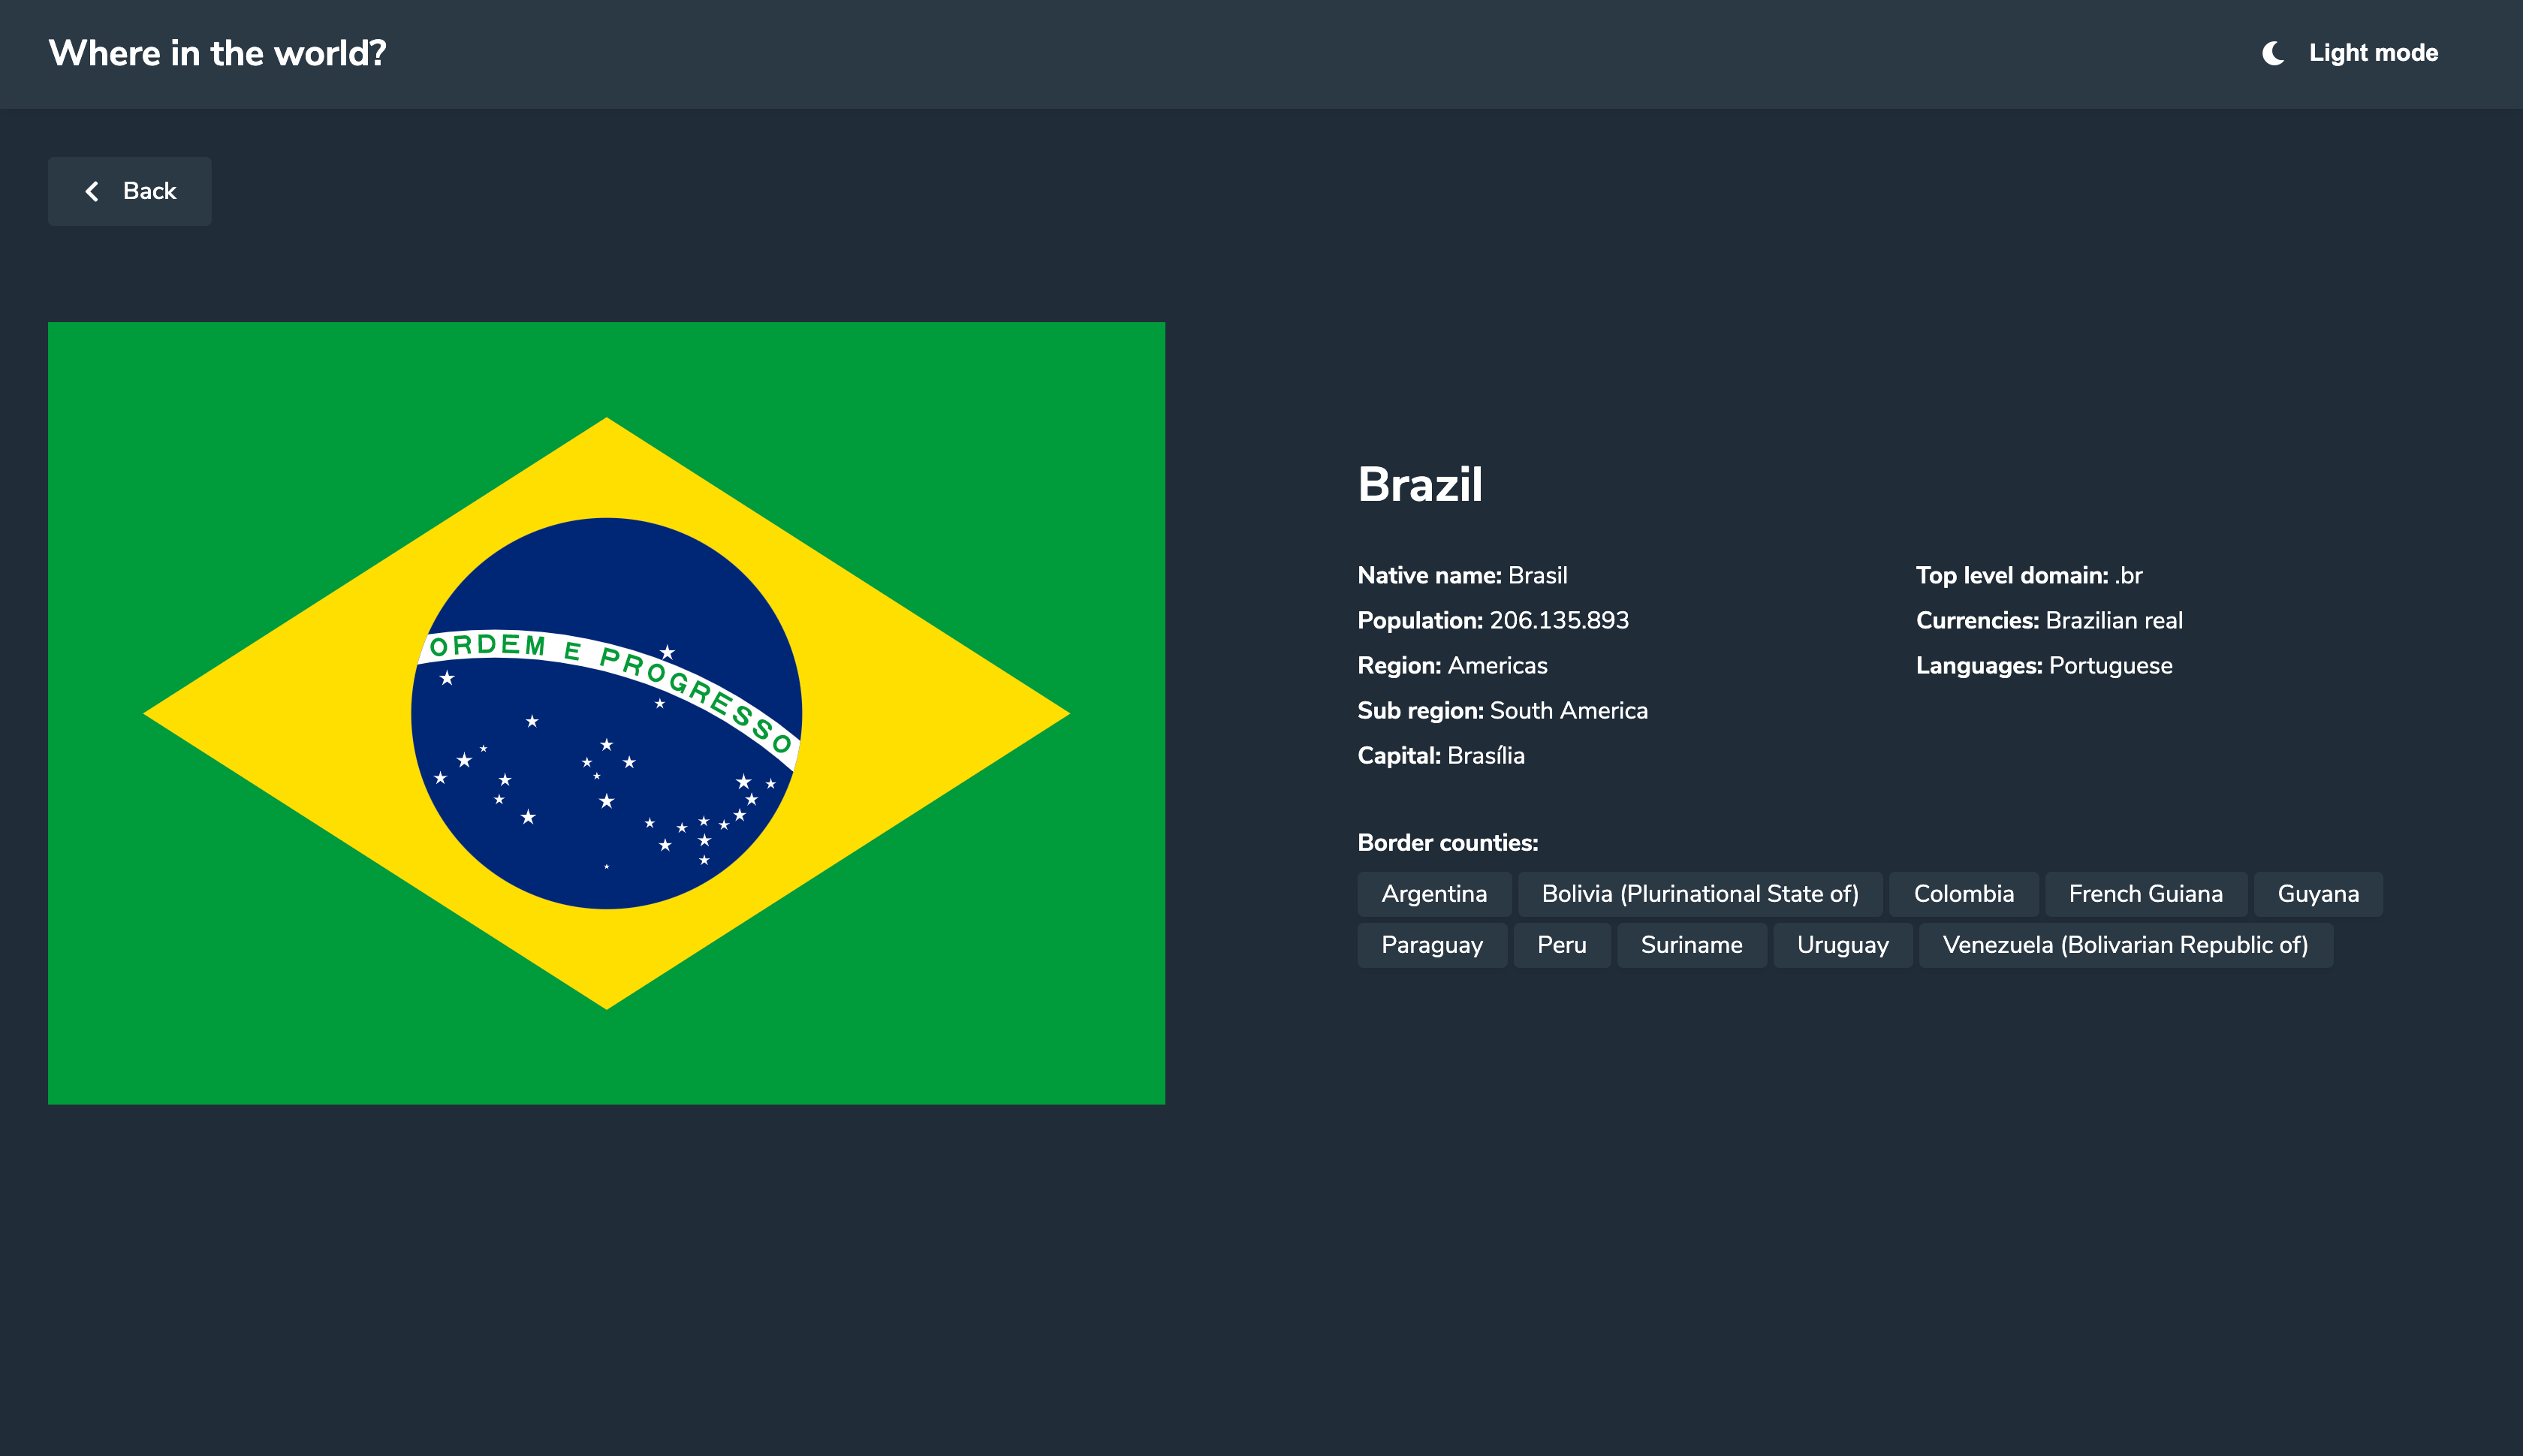 Where in the world?
Light mode
Back
ORDEM E PROGRESSO
Brazil
Native name: Brasil
Population: 206.135.893
Region: Americas
Sub region: South America
Capital: Brasília
Top level domain: .br
Currencies: Brazilian real
Languages: Portuguese
Border counties:
Argentina Bolivia (Plurinational State of) Colombia French Guiana Guyana
Paraguay Peru Suriname Uruguay Venezuela (Bolivarian Republic of)